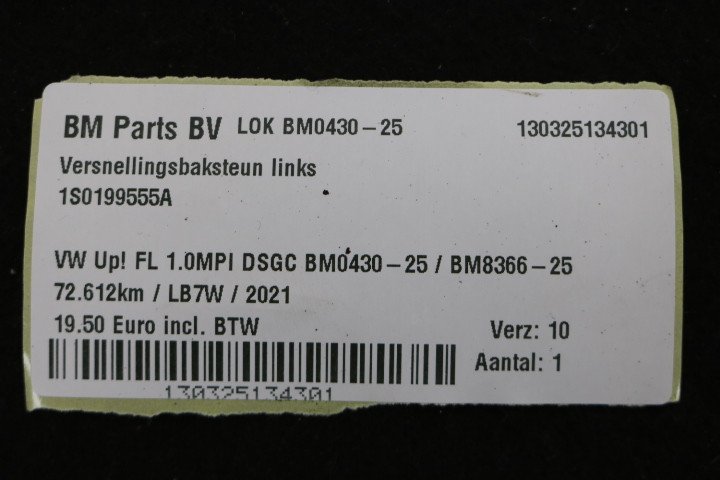 BM Parts BV LOK BM0430-25 130325134301
Versnellingsbaksteun links
1S0199555A
VW Up! FL 1.0MPI DSGC BM0430-25 / BM8366-25
72.612km / LB7W / 2021
19.50 Euro incl. BTW Verz: 10
Aantal: 1
130325134301